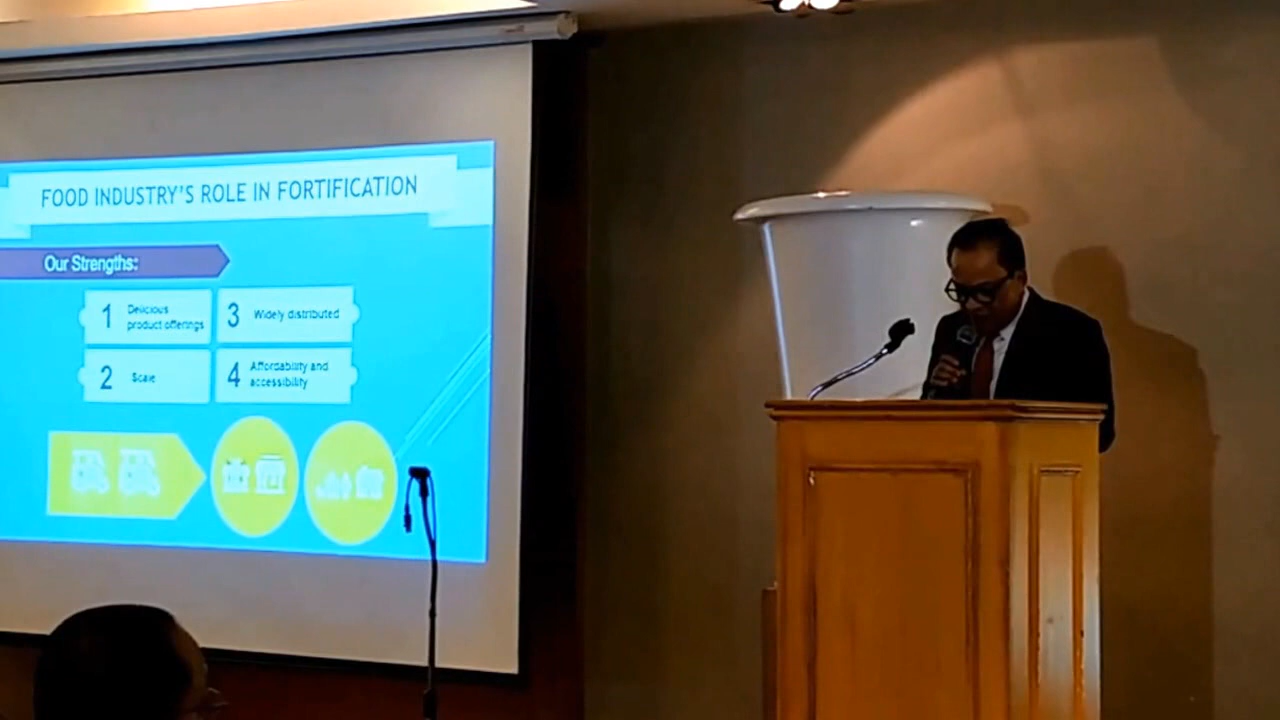 FOOD INDUSTRY'S ROLE IN FORTIFICATION
Our Strengths:
1 Delicious
product offerings
3 Widely distributed
2 Scale
4 Affordability and
accessibility